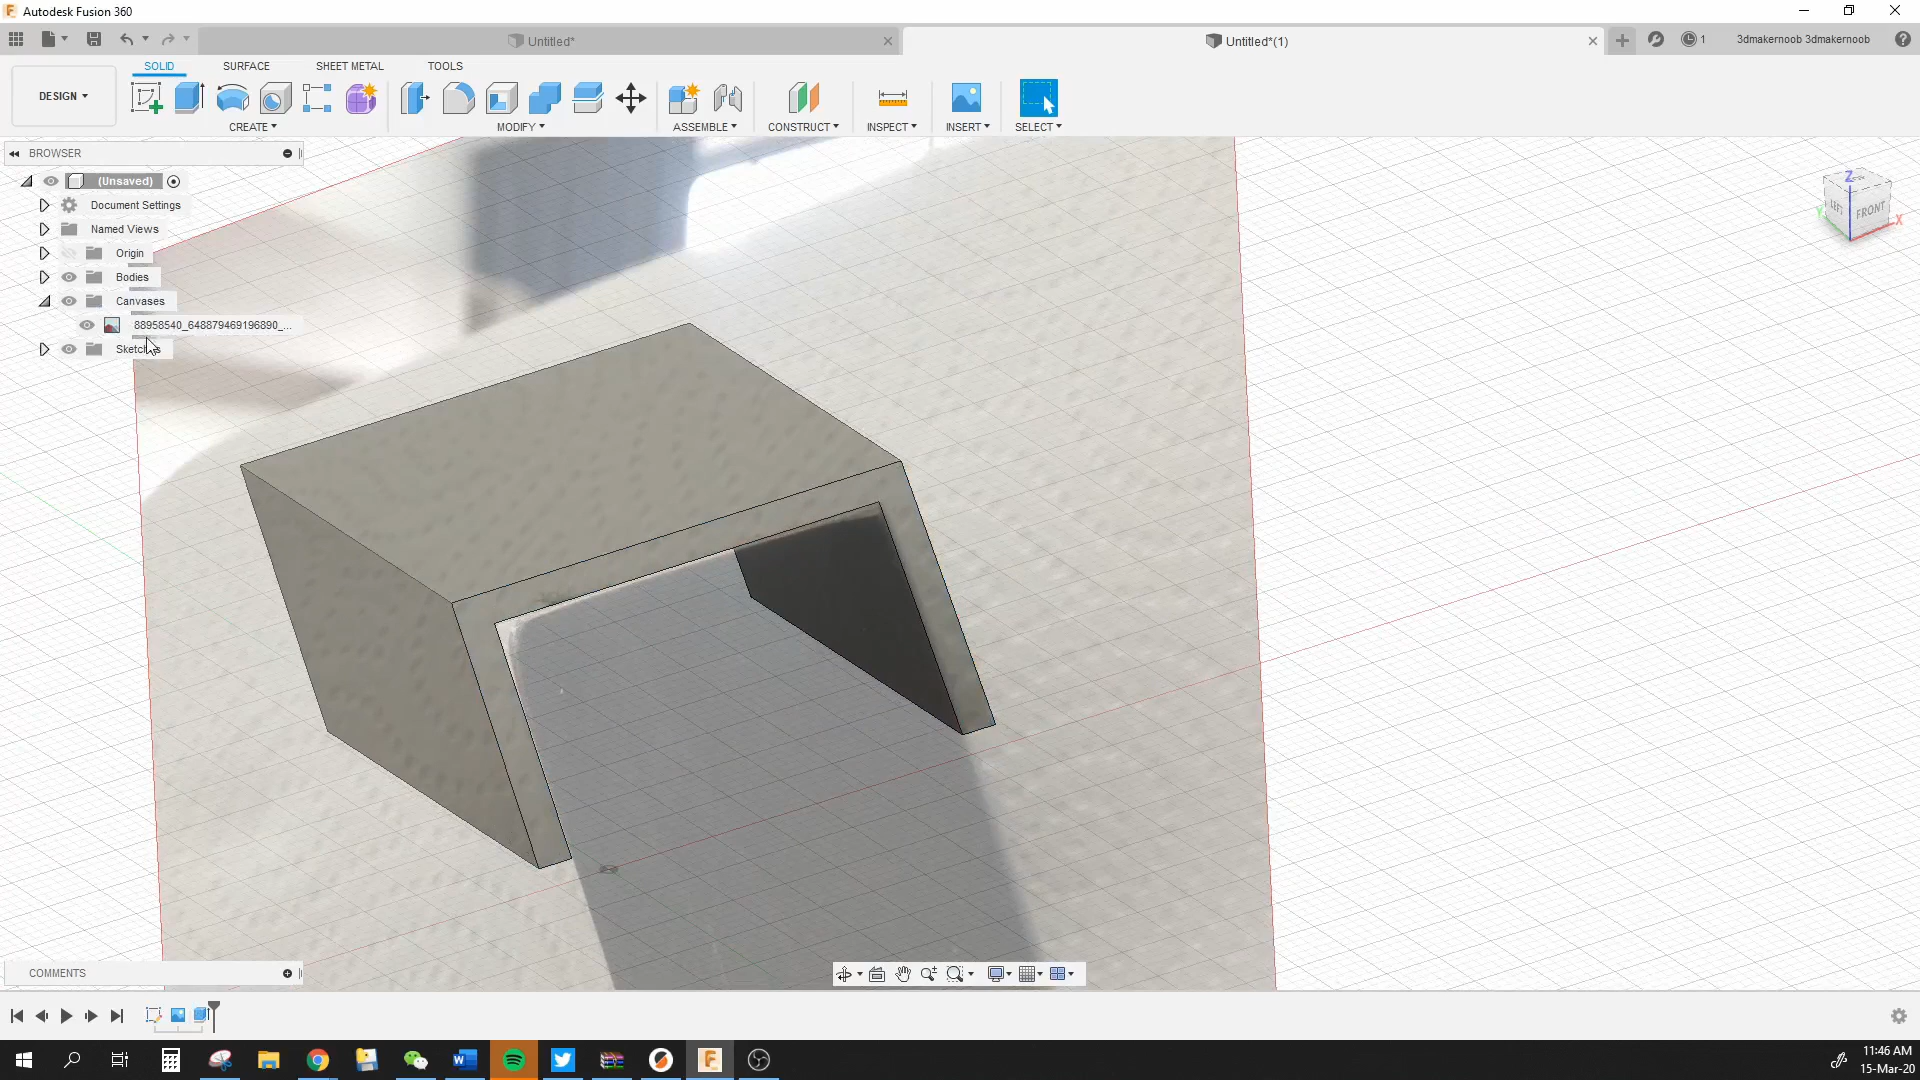 Autodesk Fusion 360
Untitled*
Untitled*(1)
1
3dmakernoob 3dmakernoob
SOLID
SURFACE
SHEET METAL
TOOLS
DESIGN
CREATE
MODIFY
ASSEMBLE
CONSTRUCT
INSPECT
INSERT
SELECT
BROWSER
(Unsaved)
Document Settings
Named Views
Origin
Bodies
Canvases
88958540_648879469196890_...
Z
LEFT
FRONT
Y
X
COMMENTS
11:46 AM
15-Mar-20